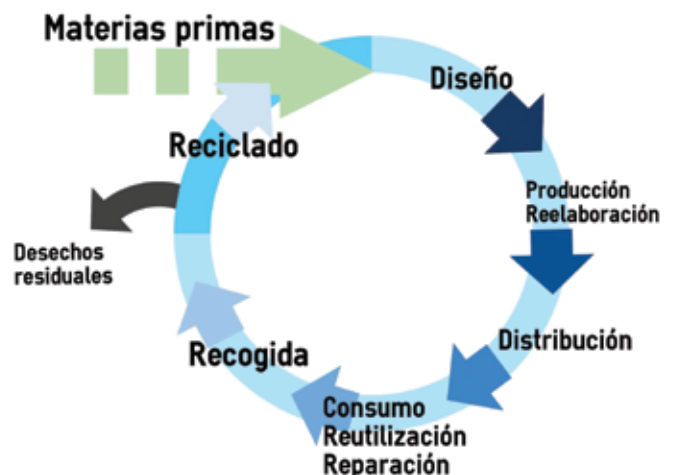 Materias primas
Diseño
Producción
Reelaboración
Distribución
Consumo
Reutilización
Reparación
Recogida
Desechos
residuales
Reciclado